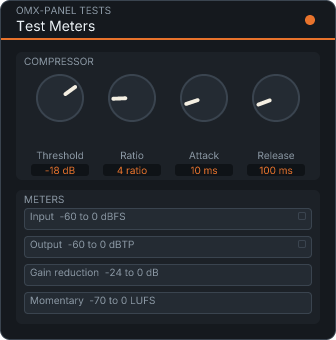 OMX-PANEL TESTS
Test Meters
COMPRESSOR
Threshold Ratio Attack Release
-18 dB 4 ratio 10 ms 100 ms
METERS
Input -60 to 0 dBFS
Output -60 to 0 dBTP
Gain reduction -24 to 0 dB
Momentary -70 to 0 LUFS